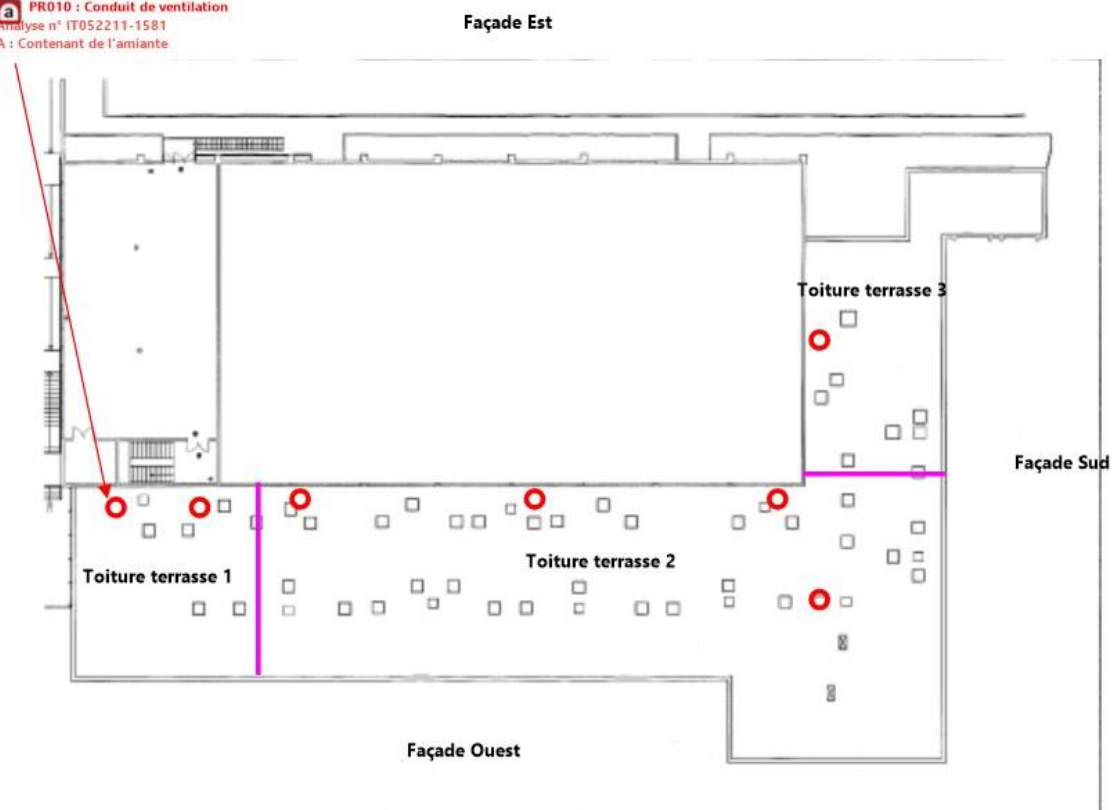 a PR010 : Conduit de ventilation
Analyse n° IT052211-1581
A : Contenant de l'amiante
Façade Est
Toiture terrasse 3
Façade Sud
Toiture terrasse 2
Toiture terrasse 1
Façade Ouest